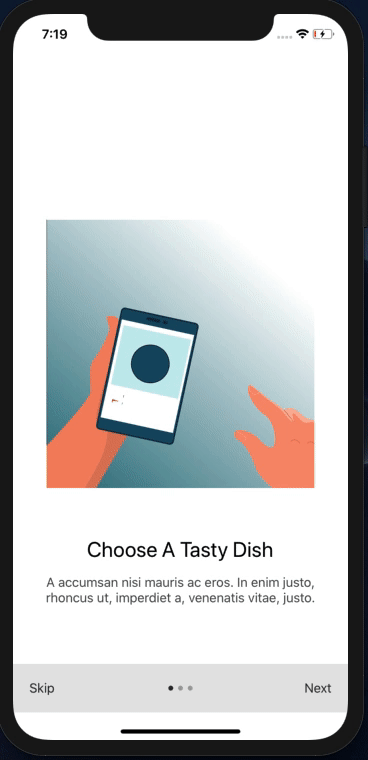 7:19
Choose A Tasty Dish
A accumsan nisi mauris ac eros. In enim justo,
rhoncus ut, imperdiet a, venenatis vitae, justo.
Skip
Next